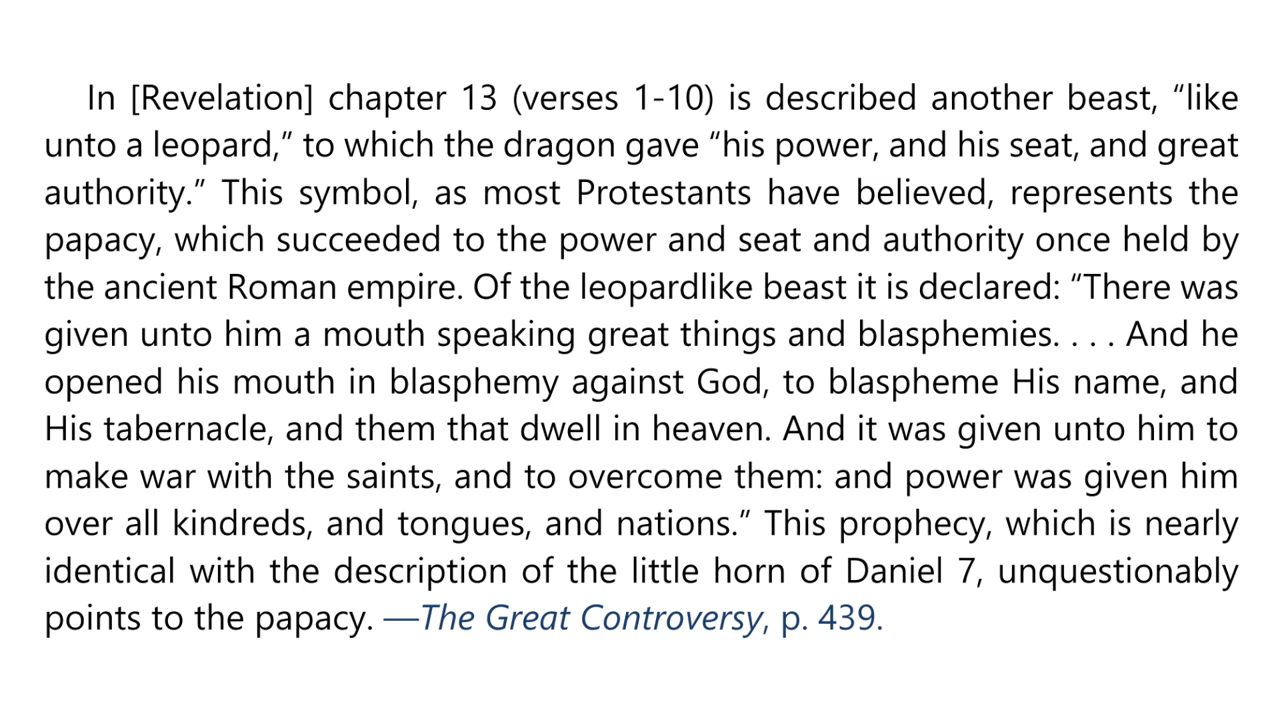 In [Revelation] chapter 13 (verses 1-10) is described another beast, “like
unto a leopard,” to which the dragon gave “his power, and his seat, and great
authority.” This symbol, as most Protestants have believed, represents the
papacy, which succeeded to the power and seat and authority once held by
the ancient Roman empire. Of the leopardlike beast it is declared: “There was
given unto him a mouth speaking great things and blasphemies. . . . And he
opened his mouth in blasphemy against God, to blaspheme His name, and
His tabernacle, and them that dwell in heaven. And it was given unto him to
make war with the saints, and to overcome them: and power was given him
over all kindreds, and tongues, and nations.” This prophecy, which is nearly
identical with the description of the little horn of Daniel 7, unquestionably
points to the papacy. —The Great Controversy, p. 439.